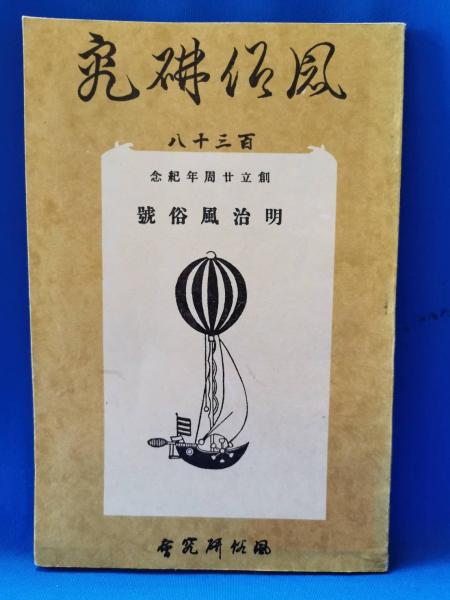 風俗研究
百三十八
創立廿周年紀念
明治風俗號
風俗研究會